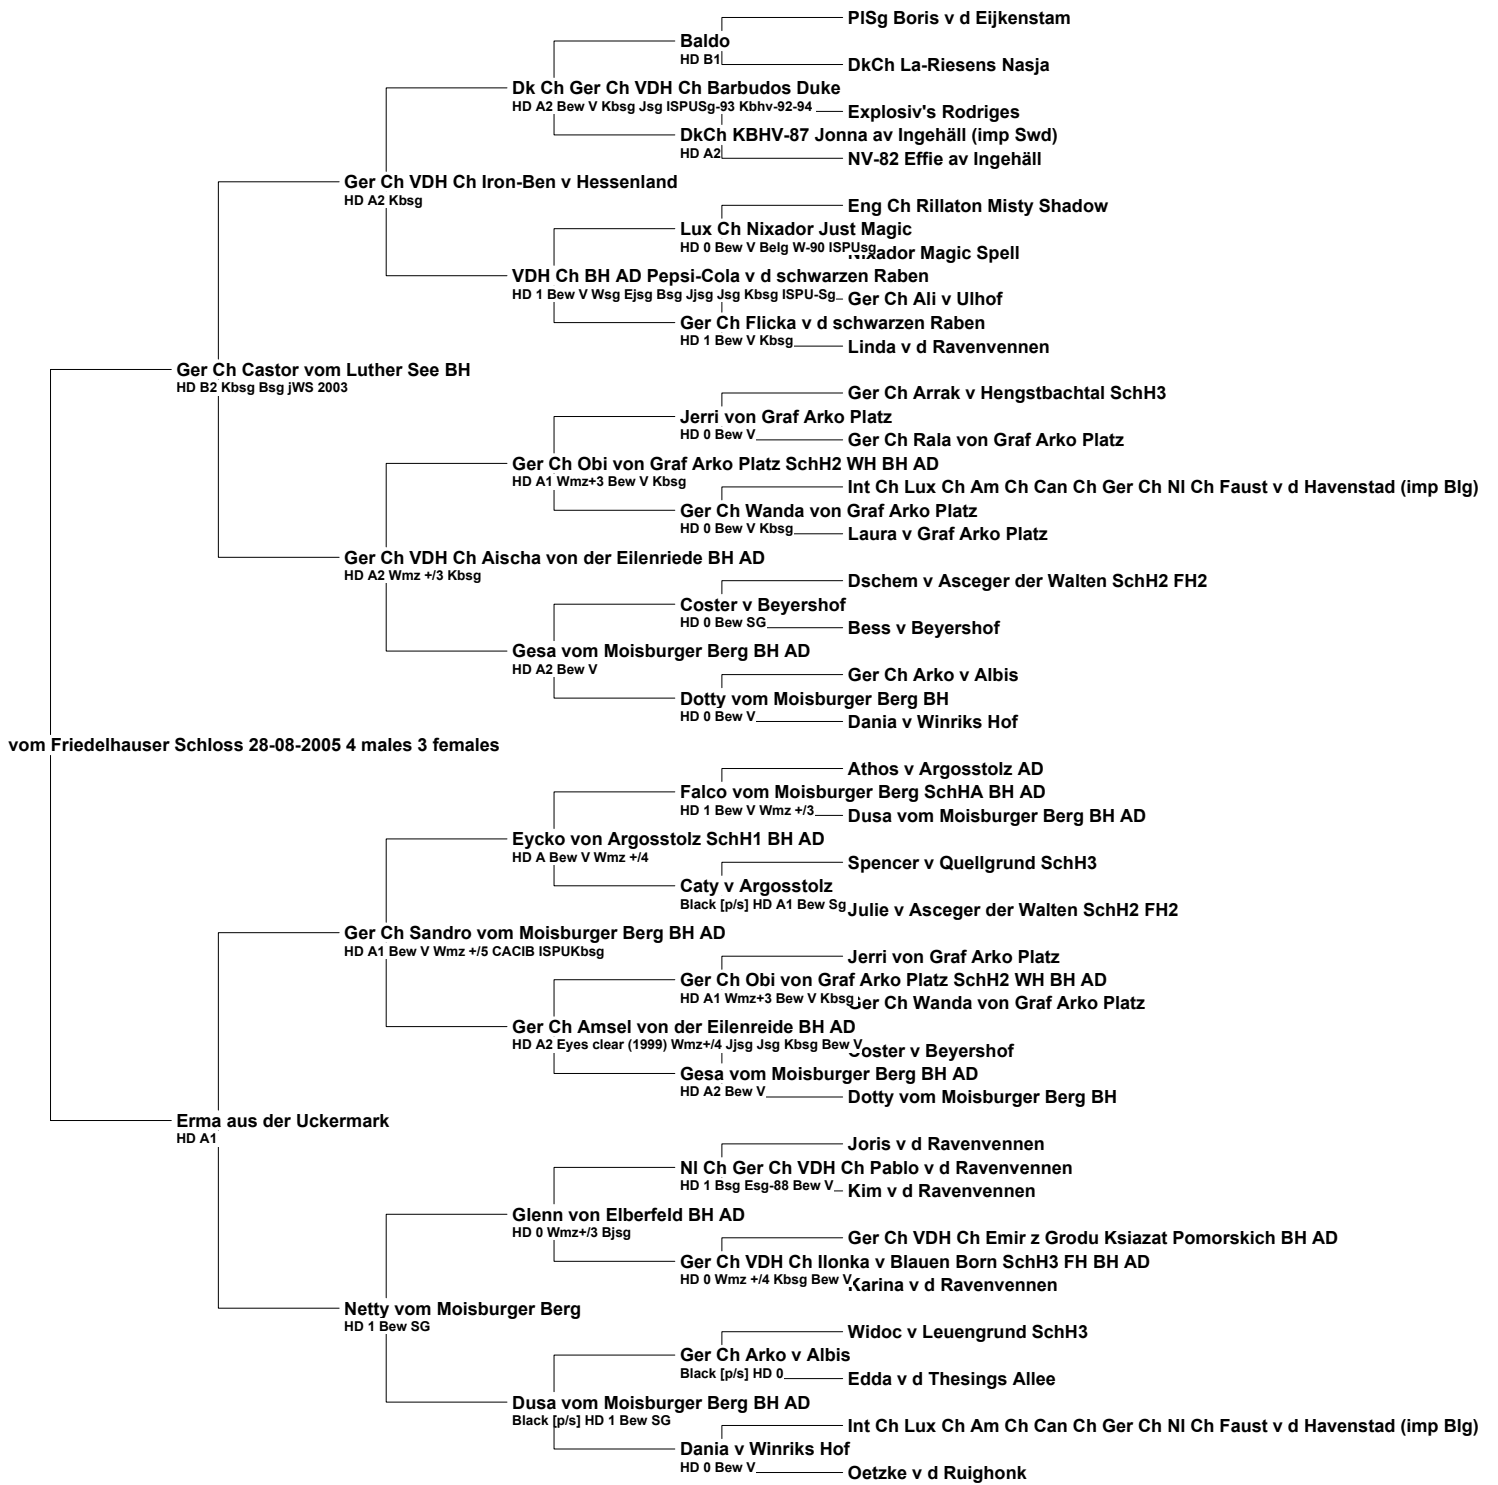 PlSg Boris v d Eijkenstam
Baldo
HD B1
DkCh La-Riesens Nasja
Dk Ch Ger Ch VDH Ch Barbudos Duke
HD A2 Bew V Kbsg Jsg ISPUSg-93 Kbhv-92-94
Explosiv's Rodriges
DkCh KBHV-87 Jonna av Ingehäll (imp Swd)
HD A2
NV-82 Effie av Ingehäll
Ger Ch VDH Ch Iron-Ben v Hessenland
HD A2 Kbsg
Eng Ch Rillaton Misty Shadow
Lux Ch Nixador Just Magic
HD 0 Bew V Belg W-90 ISPUsg
Nixador Magic Spell
VDH Ch BH AD Pepsi-Cola v d schwarzen Raben
HD 1 Bew V Wsg Ejsg Bsg Jjsg Jsg Kbsg ISPU-Sg
Ger Ch Ali v Ulhof
Ger Ch Flicka v d schwarzen Raben
HD 1 Bew V Kbsg
Linda v d Ravenvennen
Ger Ch Castor vom Luther See BH
HD B2 Kbsg Bsg jWS 2003
Ger Ch Arrak v Hengstbachtal SchH3
Jerri von Graf Arko Platz
HD 0 Bew V
Ger Ch Rala von Graf Arko Platz
Ger Ch Obi von Graf Arko Platz SchH2 WH BH AD
HD A1 Wmz+3 Bew V Kbsg
Int Ch Lux Ch Am Ch Can Ch Ger Ch Nl Ch Faust v d Havenstad (imp Blg)
Ger Ch Wanda von Graf Arko Platz
HD 0 Bew V Kbsg
Laura v Graf Arko Platz
Ger Ch VDH Ch Aischa von der Eilenriede BH AD
HD A2 Wmz +/3 Kbsg
Dschem v Asceger der Walten SchH2 FH2
Coster v Beyershof
HD 0 Bew SG
Bess v Beyershof
Gesa vom Moisburger Berg BH AD
HD A2 Bew V
Ger Ch Arko v Albis
Dotty vom Moisburger Berg BH
HD 0 Bew V
Dania v Winriks Hof
vom Friedelhauser Schloss 28-08-2005 4 males 3 females
Athos v Argosstolz AD
Falco vom Moisburger Berg SchHA BH AD
HD 1 Bew V Wmz +/3
Dusa vom Moisburger Berg BH AD
Eycko von Argosstolz SchH1 BH AD
HD A Bew V Wmz +/4
Spencer v Quellgrund SchH3
Caty v Argosstolz
Black [p/s] HD A1 Bew Sg
Julie v Asceger der Walten SchH2 FH2
Ger Ch Sandro vom Moisburger Berg BH AD
HD A1 Bew V Wmz +/5 CACIB ISPUKbsg
Jerri von Graf Arko Platz
Ger Ch Obi von Graf Arko Platz SchH2 WH BH AD
HD A1 Wmz+3 Bew V Kbsg
Ger Ch Wanda von Graf Arko Platz
Ger Ch Amsel von der Eilenreide BH AD
HD A2 Eyes clear (1999) Wmz+/4 Jjsg Jsg Kbsg Bew V
Coster v Beyershof
Gesa vom Moisburger Berg BH AD
HD A2 Bew V
Dotty vom Moisburger Berg BH
Erma aus der Uckermark
HD A1
Joris v d Ravenvennen
Nl Ch Ger Ch VDH Ch Pablo v d Ravenvennen
HD 1 Bsg Esg-88 Bew V
Kim v d Ravenvennen
Glenn von Elberfeld BH AD
HD 0 Wmz+/3 Bjsg
Ger Ch VDH Ch Emir z Grodu Ksiazat Pomorskich BH AD
Ger Ch VDH Ch Ilonka v Blauen Born SchH3 FH BH AD
HD 0 Wmz +/4 Kbsg Bew V
Karina v d Ravenvennen
Netty vom Moisburger Berg
HD 1 Bew SG
Widoc v Leuengrund SchH3
Ger Ch Arko v Albis
Black [p/s] HD 0
Edda v d Thesings Allee
Dusa vom Moisburger Berg BH AD
Black [p/s] HD 1 Bew SG
Int Ch Lux Ch Am Ch Can Ch Ger Ch Nl Ch Faust v d Havenstad (imp Blg)
Dania v Winriks Hof
HD 0 Bew V
Oetzke v d Ruighonk